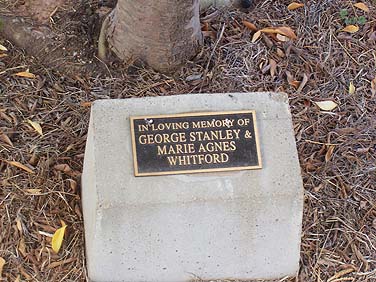 IN LOVING MEMORY OF
GEORGE STANLEY &
MARIE AGNES
WHITFORD